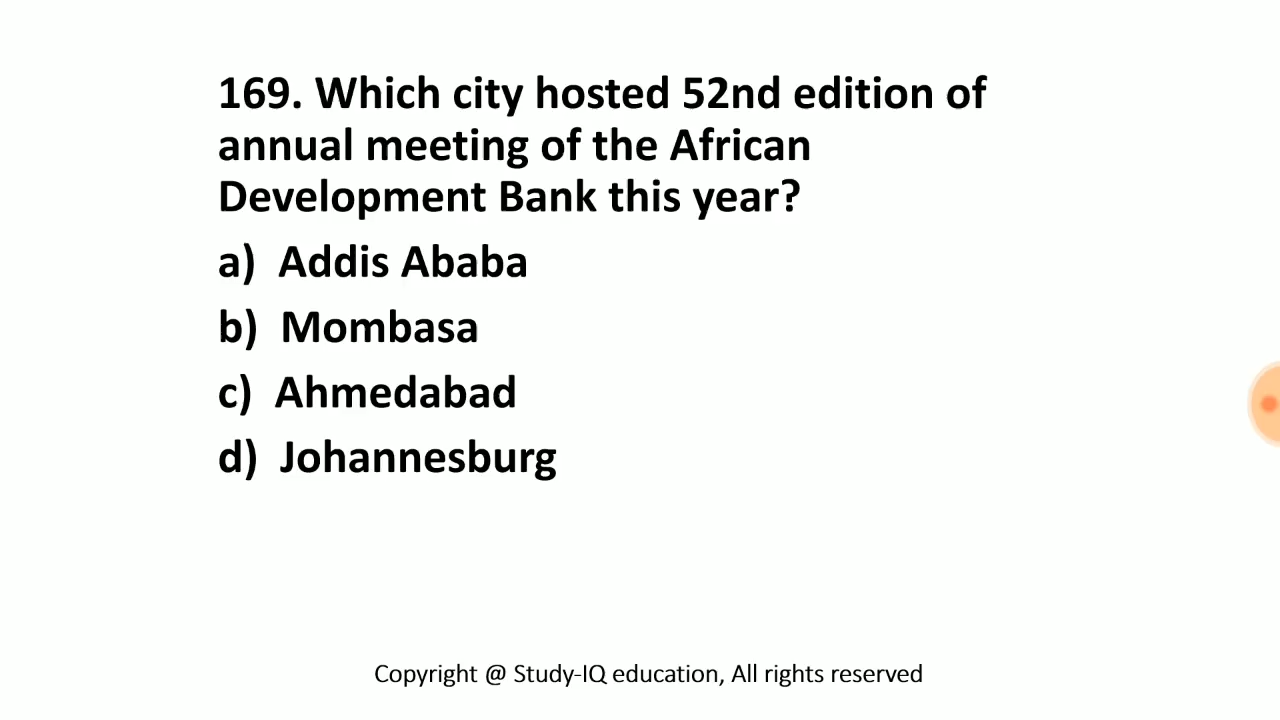 169. Which city hosted 52nd edition of
annual meeting of the African
Development Bank this year?
a) Addis Ababa
b) Mombasa
c) Ahmedabad
d) Johannesburg
Copyright @ Study-IQ education, All rights reserved